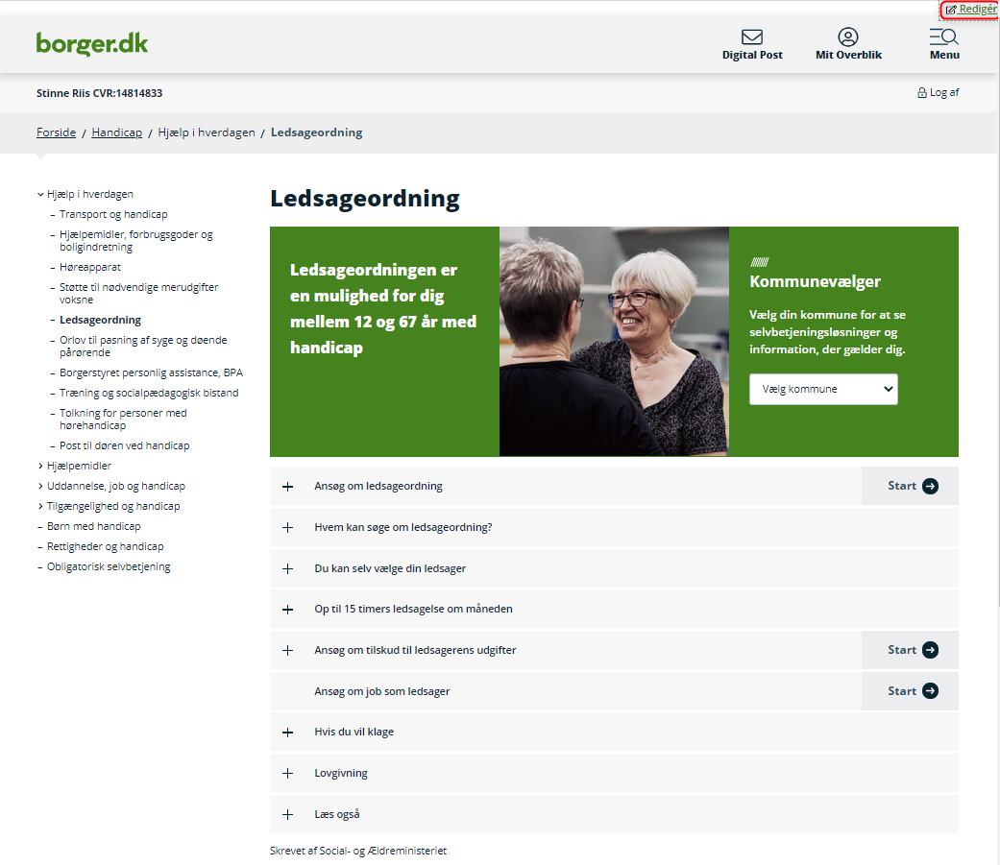 Redigér
borger.dk
Digital Post
Mit Overblik
Menu
Stinne Riis CVR:14814833
Log af
Forside / Handicap / Hjælp i hverdagen / Ledsageordning
Hjælp i hverdagen
– Transport og handicap
– Hjælpemidler, forbrugsgoder og
boligindretning
– Høreapparat
– Støtte til nødvendige merudgifter
voksne
– Ledsageordning
– Orlov til pasning af syge og døende
pårørende
– Borgerstyret personlig assistance, BPA
– Træning og socialpædagogisk bistand
– Tolkning for personer med
hørehandicap
– Post til døren ved handicap
Hjælpemidler
Uddannelse, job og handicap
Tilgængelighed og handicap
– Børn med handicap
– Rettigheder og handicap
– Obligatorisk selvbetjening
Ledsageordning
Ledsageordningen er
en mulighed for dig
mellem 12 og 67 år med
handicap
Kommunevælger
Vælg din kommune for at se
selvbetjeningsløsninger og
information, der gælder dig.
Vælg kommune
Ansøg om ledsageordning
Start
Hvem kan søge om ledsageordning?
Du kan selv vælge din ledsager
Op til 15 timers ledsagelse om måneden
Ansøg om tilskud til ledsagerens udgifter
Start
Ansøg om job som ledsager
Start
Hvis du vil klage
Lovgivning
Læs også
Skrevet af Social- og Ældreministeriet